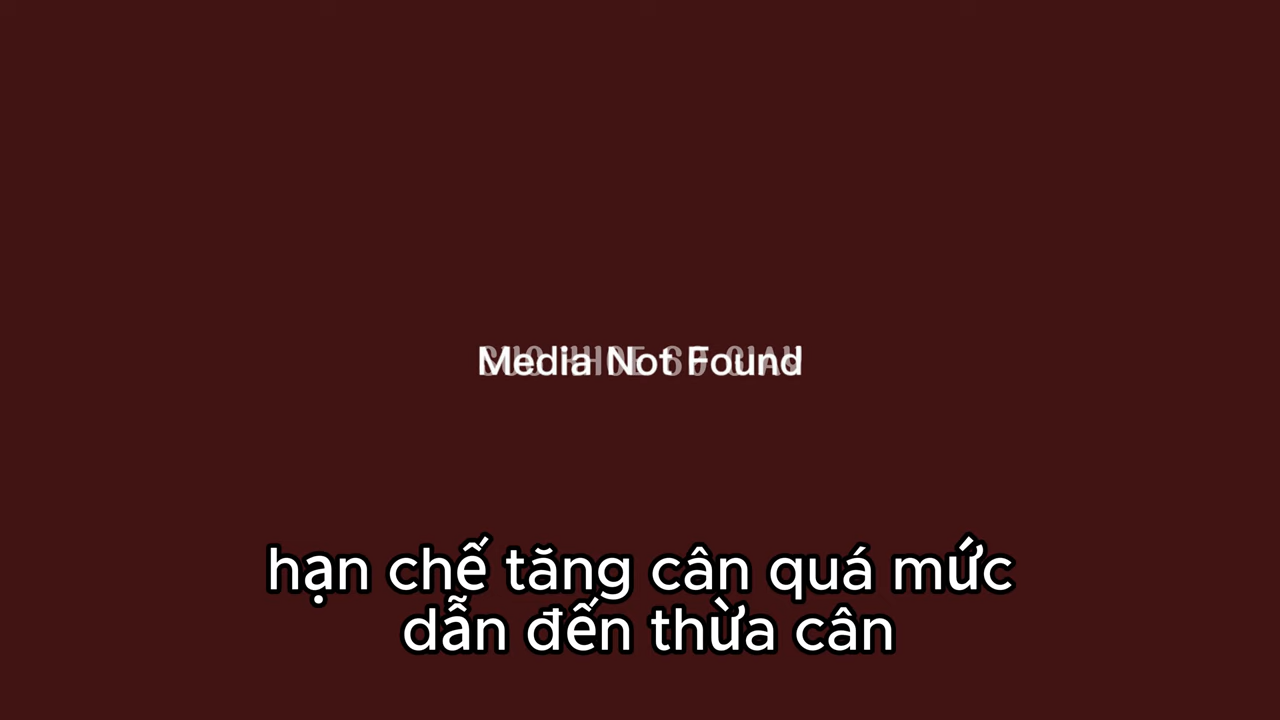 Media Not Found
hạn chế tăng cân quá mức
dẫn đến thừa cân